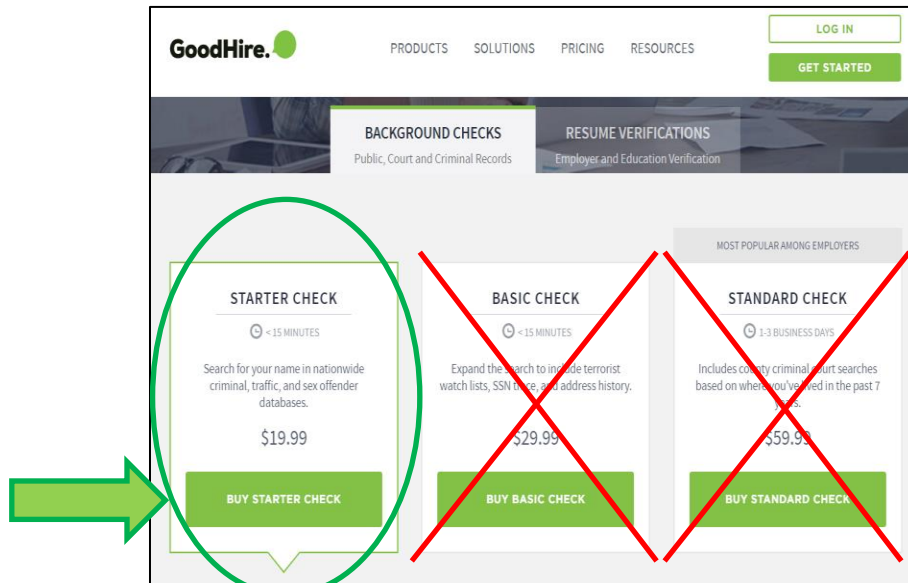 GoodHire.
PRODUCTS SOLUTIONS PRICING RESOURCES
LOG IN
GET STARTED
BACKGROUND CHECKS
Public, Court and Criminal Records
RESUME VERIFICATIONS
Employer and Education Verification
MOST POPULAR AMONG EMPLOYERS
STARTER CHECK
< 15 MINUTES
Search for your name in nationwide
criminal, traffic, and sex offender
databases.
$19.99
BUY STARTER CHECK
BASIC CHECK
< 15 MINUTES
Expand the search to include terrorist
watch lists, SSN trace, and address history.
$29.99
BUY BASIC CHECK
STANDARD CHECK
1-3 BUSINESS DAYS
Includes county criminal court searches
based on where you've lived in the past 7
years.
$59.99
BUY STANDARD CHECK